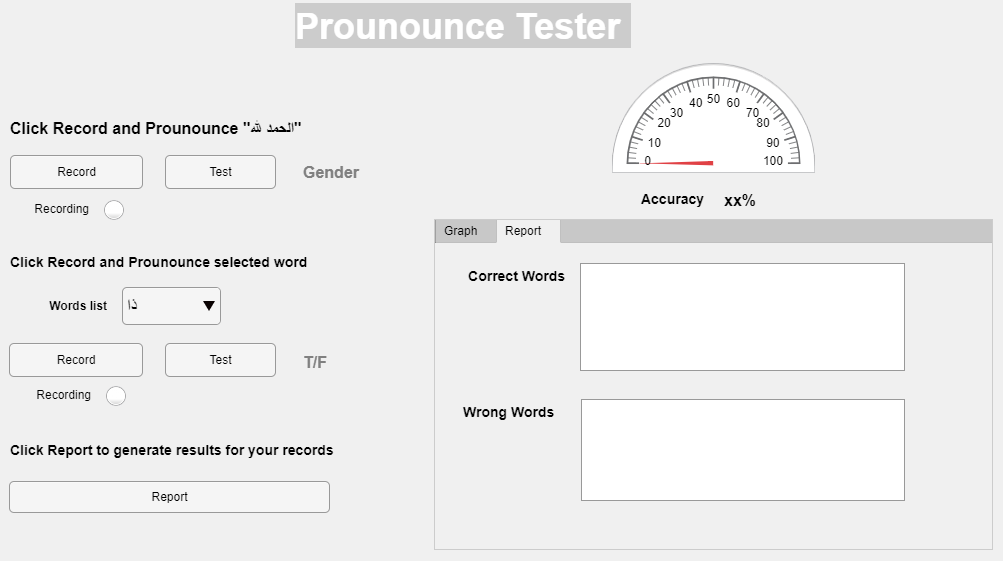 Prounounce Tester
Click Record and Prounounce "الحمد لله"
Record
Test
Gender
Recording
Click Record and Prounounce selected word
Words list
ذا
Record
Test
T/F
Recording
Click Report to generate results for your records
Report
0
10
20
30
40
50
60
70
80
90
100
Accuracy xx%
Graph
Report
Correct Words
Wrong Words